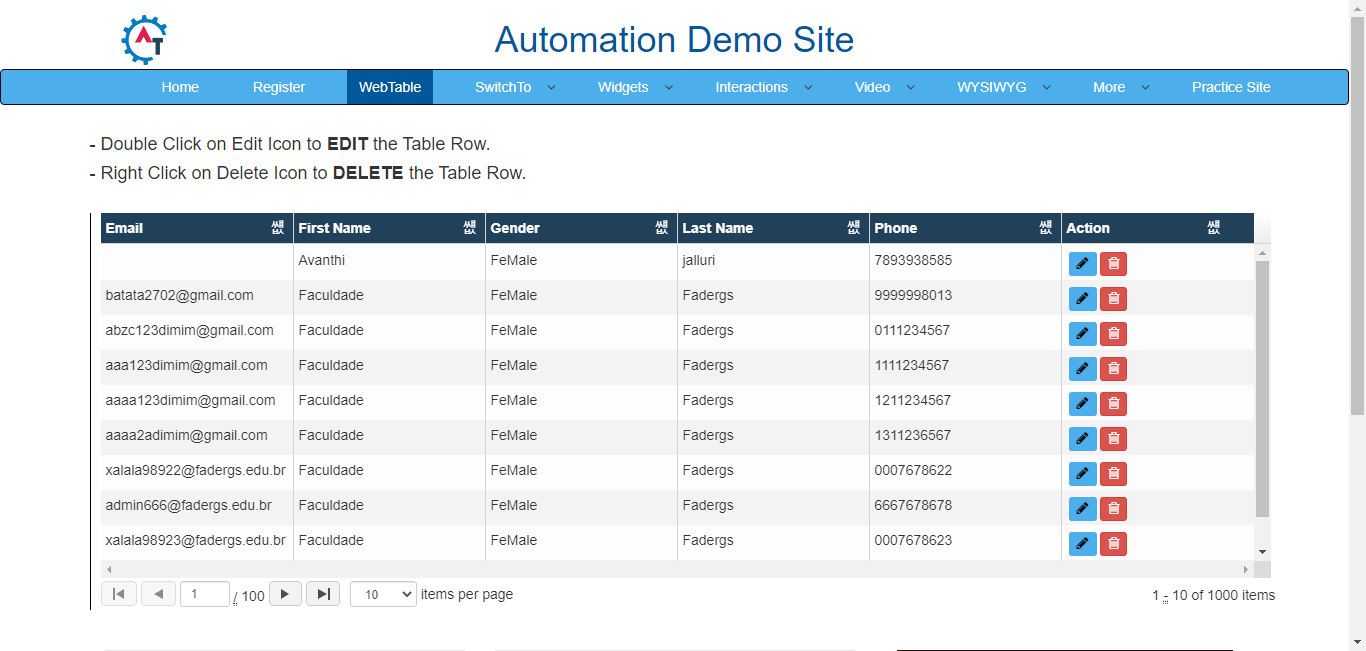 AT
Automation Demo Site
Home Register WebTable SwitchTo Widgets Interactions Video WYSIWYG More Practice Site
- Double Click on Edit Icon to EDIT the Table Row.
- Right Click on Delete Icon to DELETE the Table Row.
Email First Name Gender Last Name Phone Action
Avanthi FeMale jalluri 7893938585
batata2702@gmail.com Faculdade FeMale Fadergs 9999998013
abzc123dimim@gmail.com Faculdade FeMale Fadergs 0111234567
aaa123dimim@gmail.com Faculdade FeMale Fadergs 1111234567
aaaa123dimim@gmail.com Faculdade FeMale Fadergs 1211234567
aaaa2adimim@gmail.com Faculdade FeMale Fadergs 1311236567
xalala98922@fadergs.edu.br Faculdade FeMale Fadergs 0007678622
admin666@fadergs.edu.br Faculdade FeMale Fadergs 6667678678
xalala98923@fadergs.edu.br Faculdade FeMale Fadergs 0007678623
1 / 100 10 items per page 1 - 10 of 1000 items